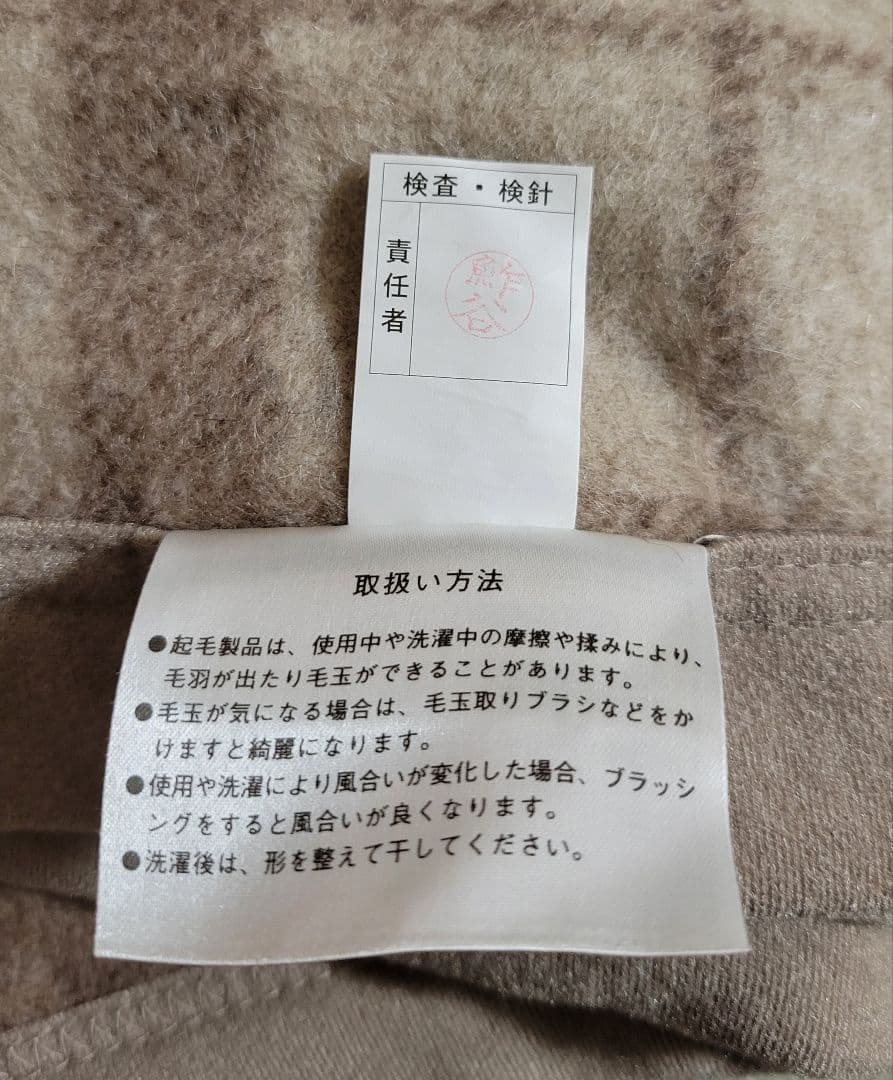 検査・検針
責任者
鮓谷
取扱い方法
●起毛製品は、使用中や洗濯中の摩擦や揉みにより、
毛羽が出たり毛玉ができることがあります。
●毛玉が気になる場合は、毛玉取りブラシなどをか
けますと綺麗になります。
●使用や洗濯により風合いが変化した場合、ブラッシ
ングをすると風合いが良くなります。
●洗濯後は、形を整えて干してください。